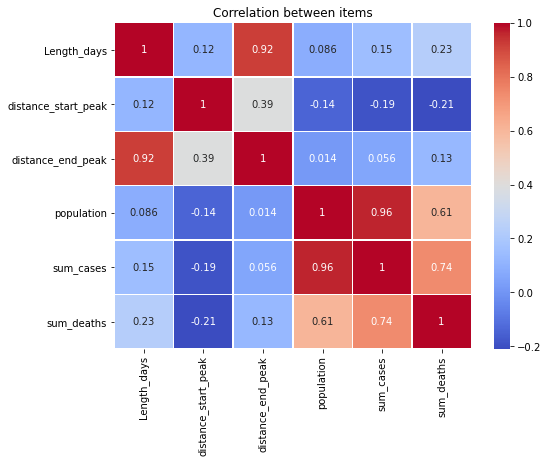 Correlation between items
Length_days 1 0.12 0.92 0.086 0.15 0.23
distance_start_peak 0.12 1 0.39 -0.14 -0.19 -0.21
distance_end_peak 0.92 0.39 1 0.014 0.056 0.13
population 0.086 -0.14 0.014 1 0.96 0.61
sum_cases 0.15 -0.19 0.056 0.96 1 0.74
sum_deaths 0.23 -0.21 0.13 0.61 0.74 1
Length_days
distance_start_peak
distance_end_peak
population
sum_cases
sum_deaths
1.0
0.8
0.6
0.4
0.2
0.0
−0.2